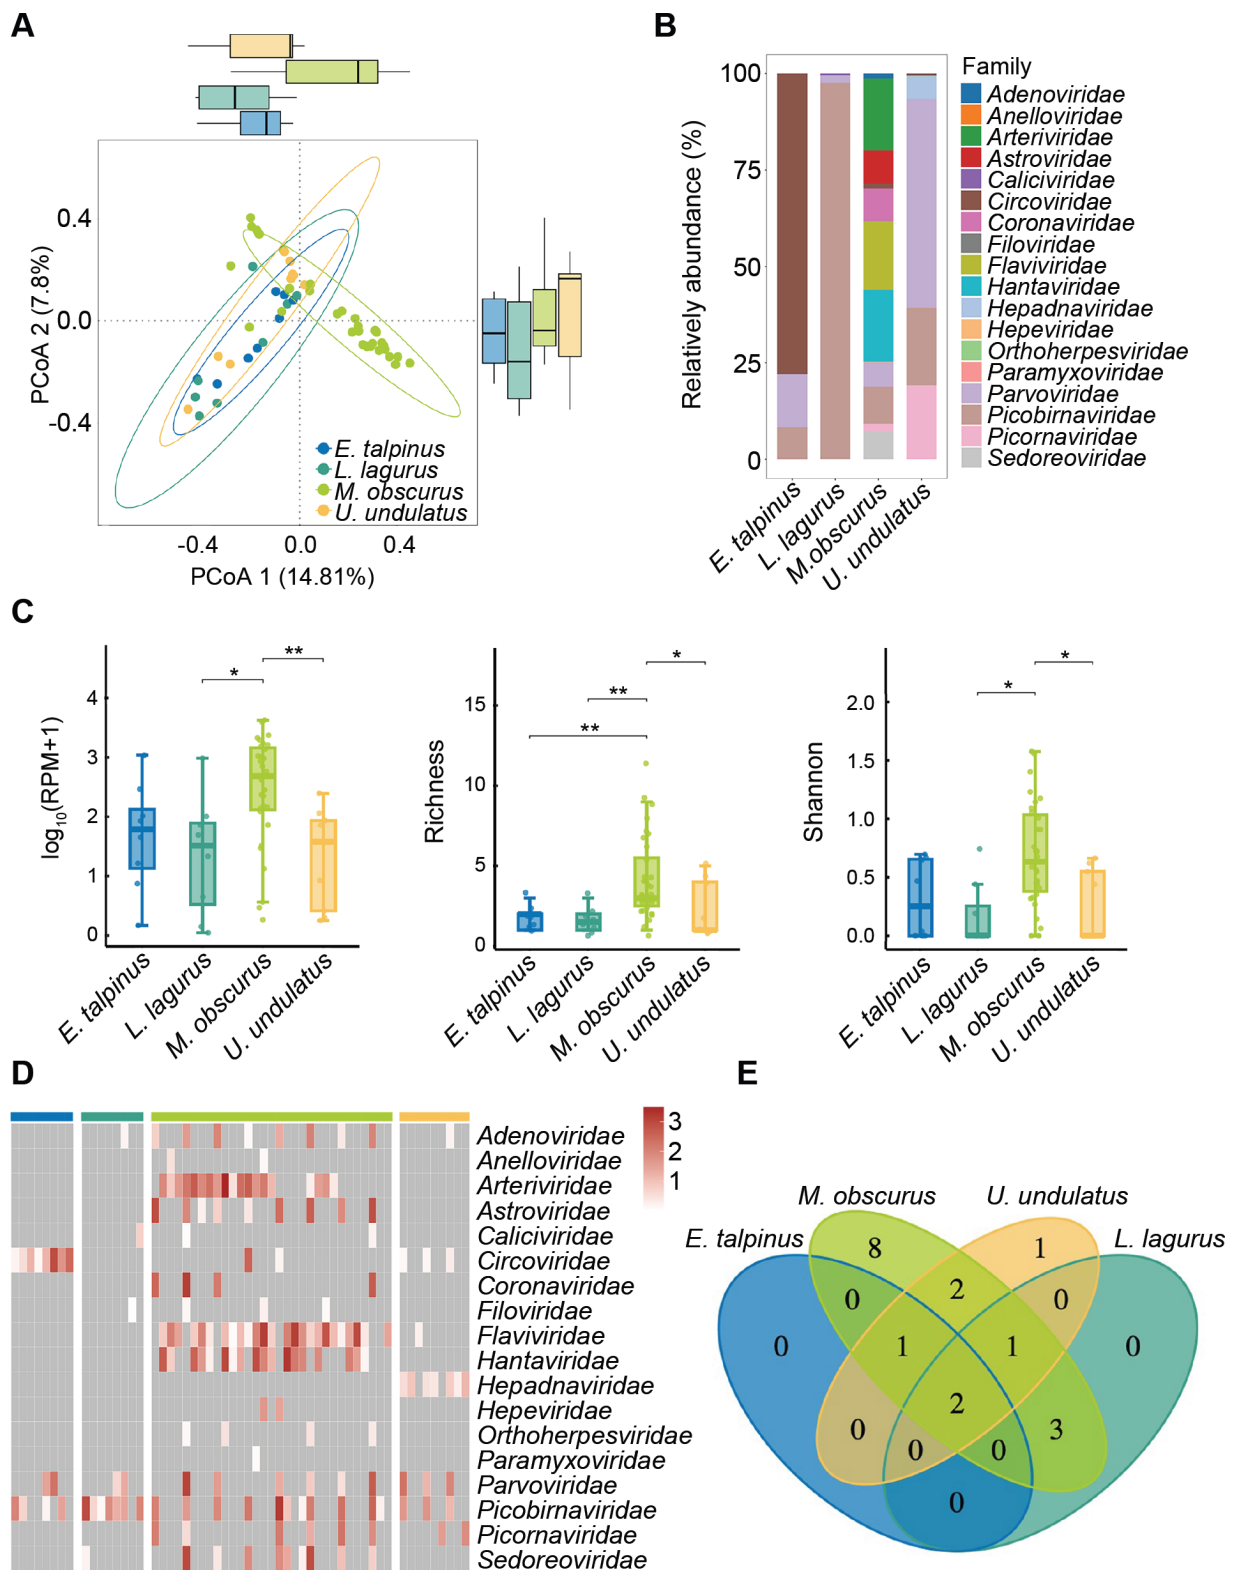 A
0.4
0.0
-0.4
PCoA 2 (7.8%)
E. talpinus
L. lagurus
M. obscurus
U. undulatus
-0.4
0.0
0.4
PCoA 1 (14.81%)
B
100
75
50
25
0
Relatively abundance (%)
E. talpinus
L. lagurus
M.obscurus
U. undulatus
Family
Adenoviridae
Anelloviridae
Arteriviridae
Astroviridae
Caliciviridae
Circoviridae
Coronaviridae
Filoviridae
Flaviviridae
Hantaviridae
Hepadnaviridae
Hepeviridae
Orthoherpesviridae
Paramyxoviridae
Parvoviridae
Picobirnaviridae
Picornaviridae
Sedoreoviridae
C
log10(RPM+1)
4
3
2
1
0
*
**
E. talpinus
L. lagurus
M. obscurus
U. undulatus
Richness
15
10
5
0
*
**
**
E. talpinus
L. lagurus
M. obscurus
U. undulatus
Shannon
2.0
1.5
1.0
0.5
0.0
*
*
E. talpinus
L. lagurus
M. obscurus
U. undulatus
D
Adenoviridae
Anelloviridae
Arteriviridae
Astroviridae
Caliciviridae
Circoviridae
Coronaviridae
Filoviridae
Flaviviridae
Hantaviridae
Hepadnaviridae
Hepeviridae
Orthoherpesviridae
Paramyxoviridae
Parvoviridae
Picobirnaviridae
Picornaviridae
Sedoreoviridae
3
2
1
E
M. obscurus
U. undulatus
E. talpinus
L. lagurus
8
1
2
0
0
0
1
1
0
2
0
3
0
0
0